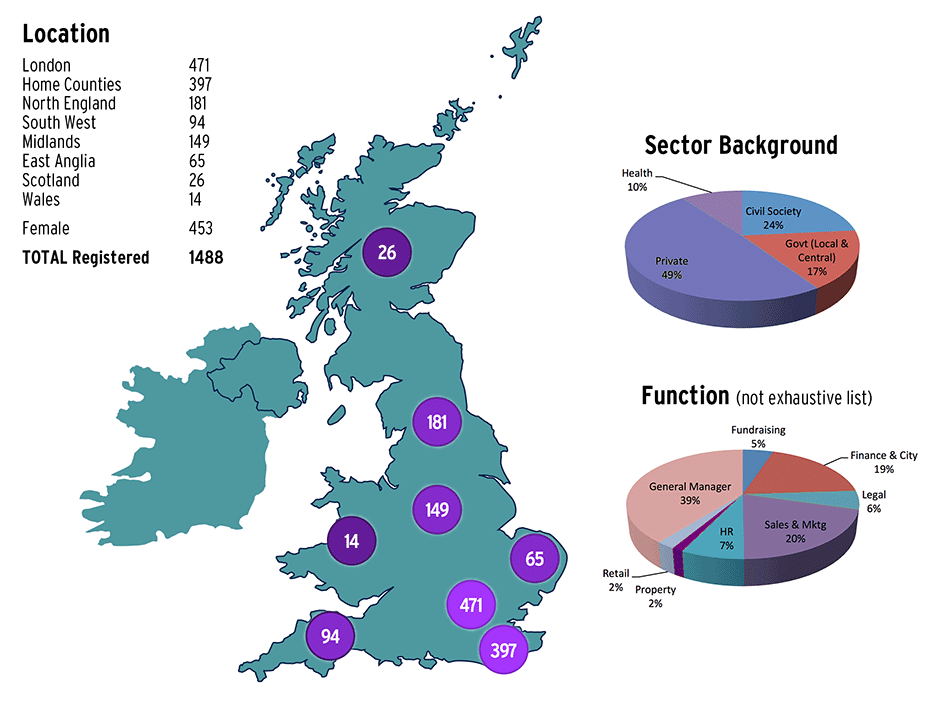 Location
London 471
Home Counties 397
North England 181
South West 94
Midlands 149
East Anglia 65
Scotland 26
Wales 14
Female 453
TOTAL Registered 1488
26
181
149
14
65
471
94
397
Sector Background
Health
10%
Civil Society
24%
Govt (Local &
Central)
17%
Private
49%
Function (not exhaustive list)
Fundraising
5%
Finance & City
19%
Legal
6%
Sales & Mktg
20%
HR
7%
Property
2%
Retail
2%
General Manager
39%